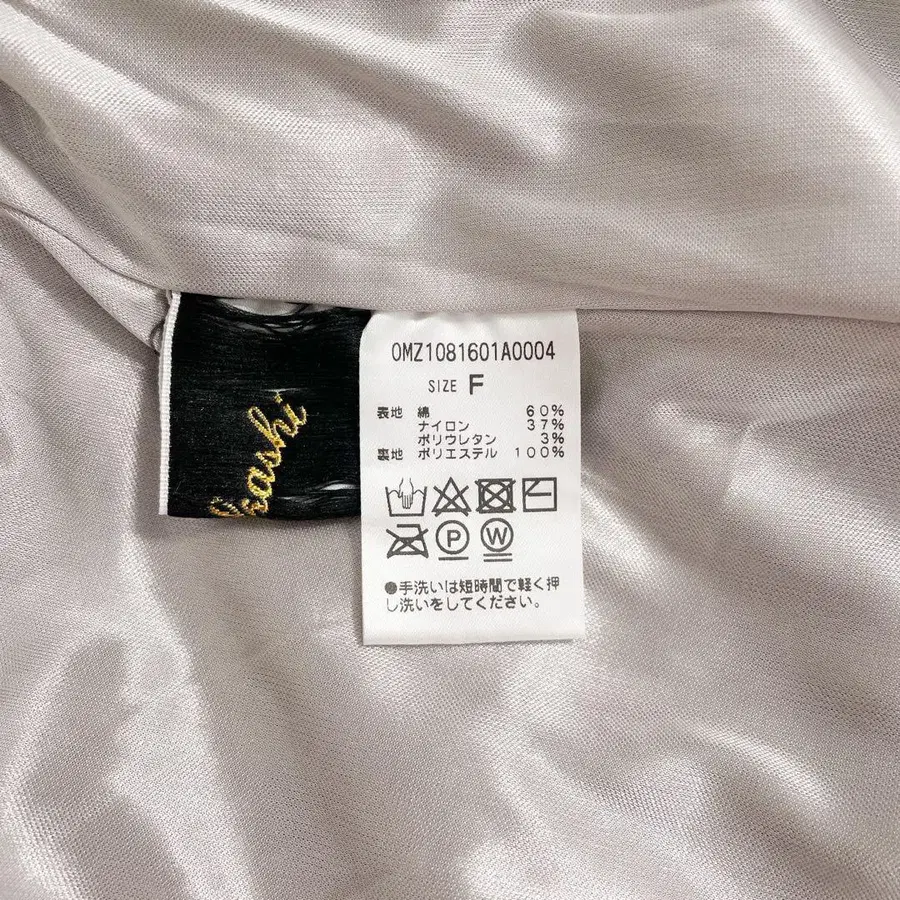 0MZ1081601A0004
SIZE F
表地 綿 60%
ナイロン 37%
ポリウレタン 3%
裏地 ポリエステル 100%
P W
●手洗いは短時間で軽く押
し洗いをしてください。